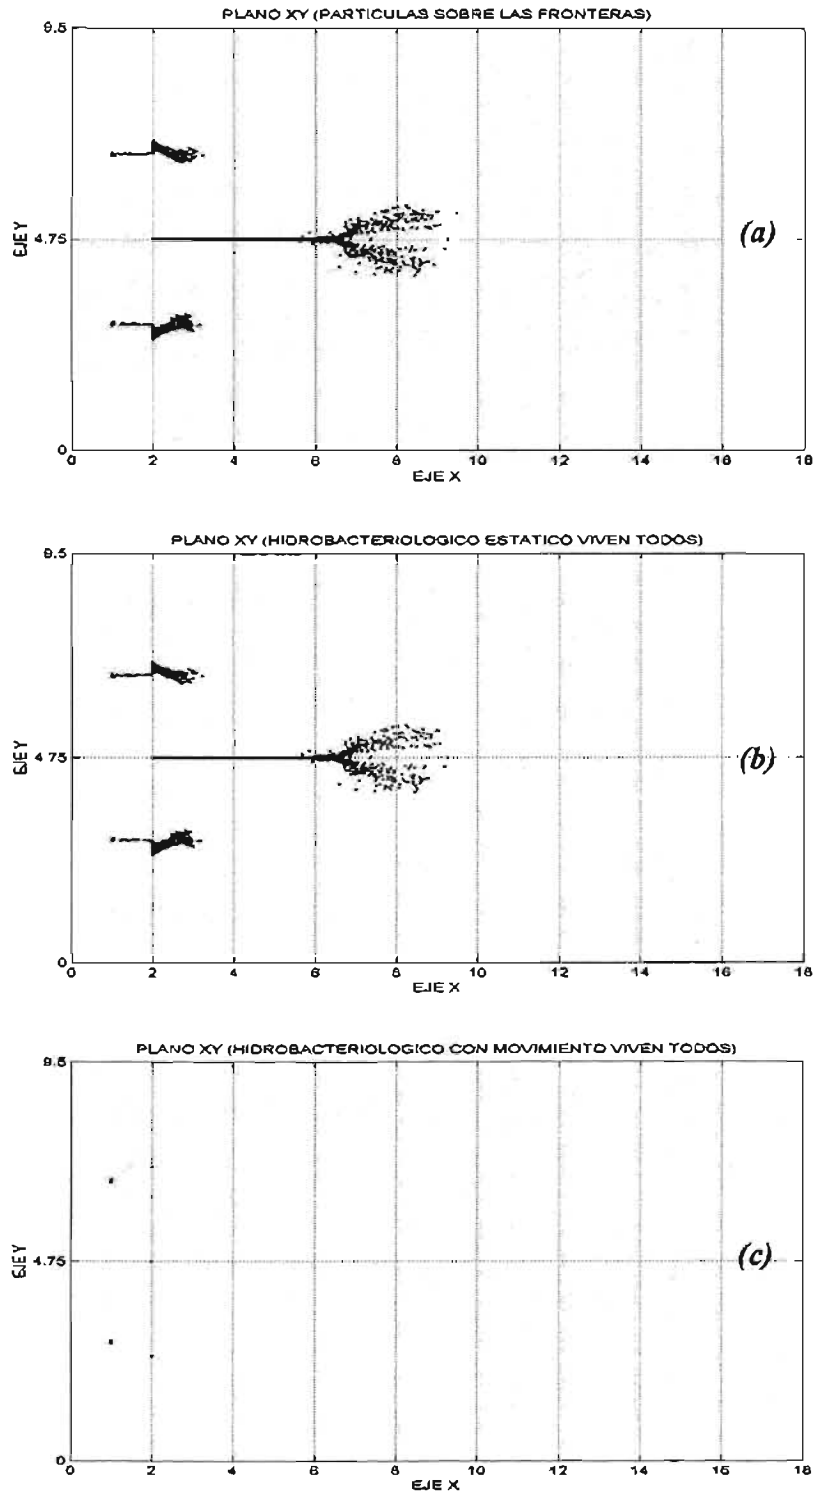 PLANO XY (PARTICULAS SOBRE LAS FRONTERAS)
9.5
EJE Y
4.75
(a)
0
0 2 4 6 8 10 12 14 16 18
EJE X
PLANO XY (HIDROBACTERIOLOGICO ESTATICO VIVEN TODOS)
9.5
EJE Y
4.75
(b)
0
0 2 4 6 8 10 12 14 16 18
EJE X
PLANO XY (HIDROBACTERIOLOGICO CON MOVIMIENTO VIVEN TODOS)
9.5
EJE Y
4.75
(c)
0
0 2 4 6 8 10 12 14 16 18
EJE X